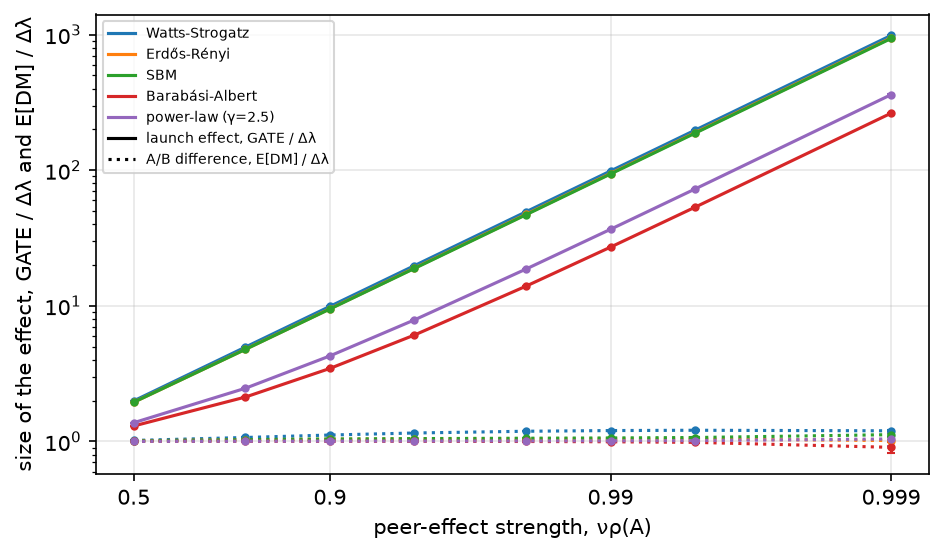 size of the effect, GATE / Δλ and E[DM] / Δλ
10³
10²
10¹
10⁰
Watts-Strogatz
Erdős-Rényi
SBM
Barabási-Albert
power-law (γ=2.5)
launch effect, GATE / Δλ
A/B difference, E[DM] / Δλ
0.5
0.9
0.99
0.999
peer-effect strength, νρ(A)